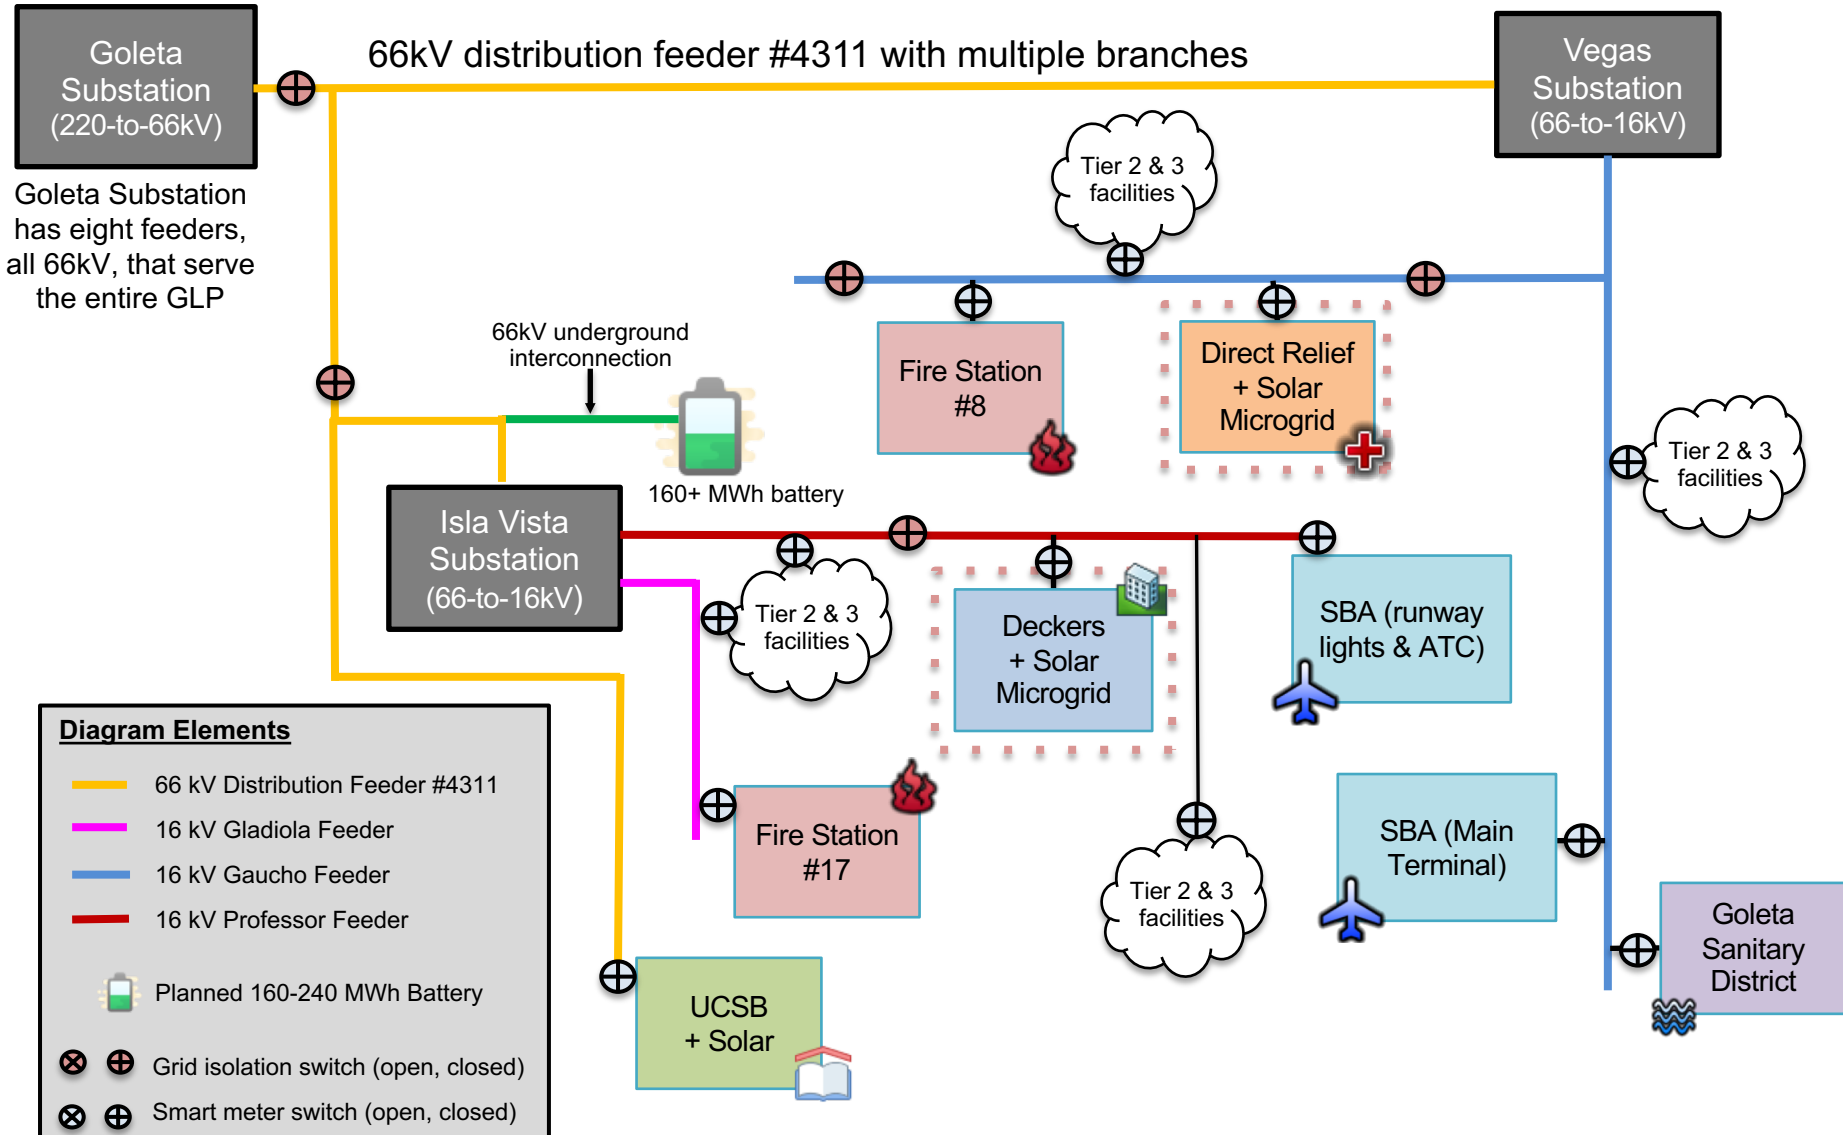 Goleta
Substation
(220-to-66kV)
66kV distribution feeder #4311 with multiple branches
Vegas
Substation
(66-to-16kV)
Goleta Substation
has eight feeders,
all 66kV, that serve
the entire GLP
Tier 2 & 3
facilities
66kV underground
interconnection
Fire Station
#8
Direct Relief
+ Solar
Microgrid
Tier 2 & 3
facilities
160+ MWh battery
Isla Vista
Substation
(66-to-16kV)
Tier 2 & 3
facilities
Deckers
+ Solar
Microgrid
SBA (runway
lights & ATC)
Fire Station
#17
Tier 2 & 3
facilities
SBA (Main
Terminal)
Goleta
Sanitary
District
UCSB
+ Solar
Diagram Elements
66 kV Distribution Feeder #4311
16 kV Gladiola Feeder
16 kV Gaucho Feeder
16 kV Professor Feeder
Planned 160-240 MWh Battery
Grid isolation switch (open, closed)
Smart meter switch (open, closed)